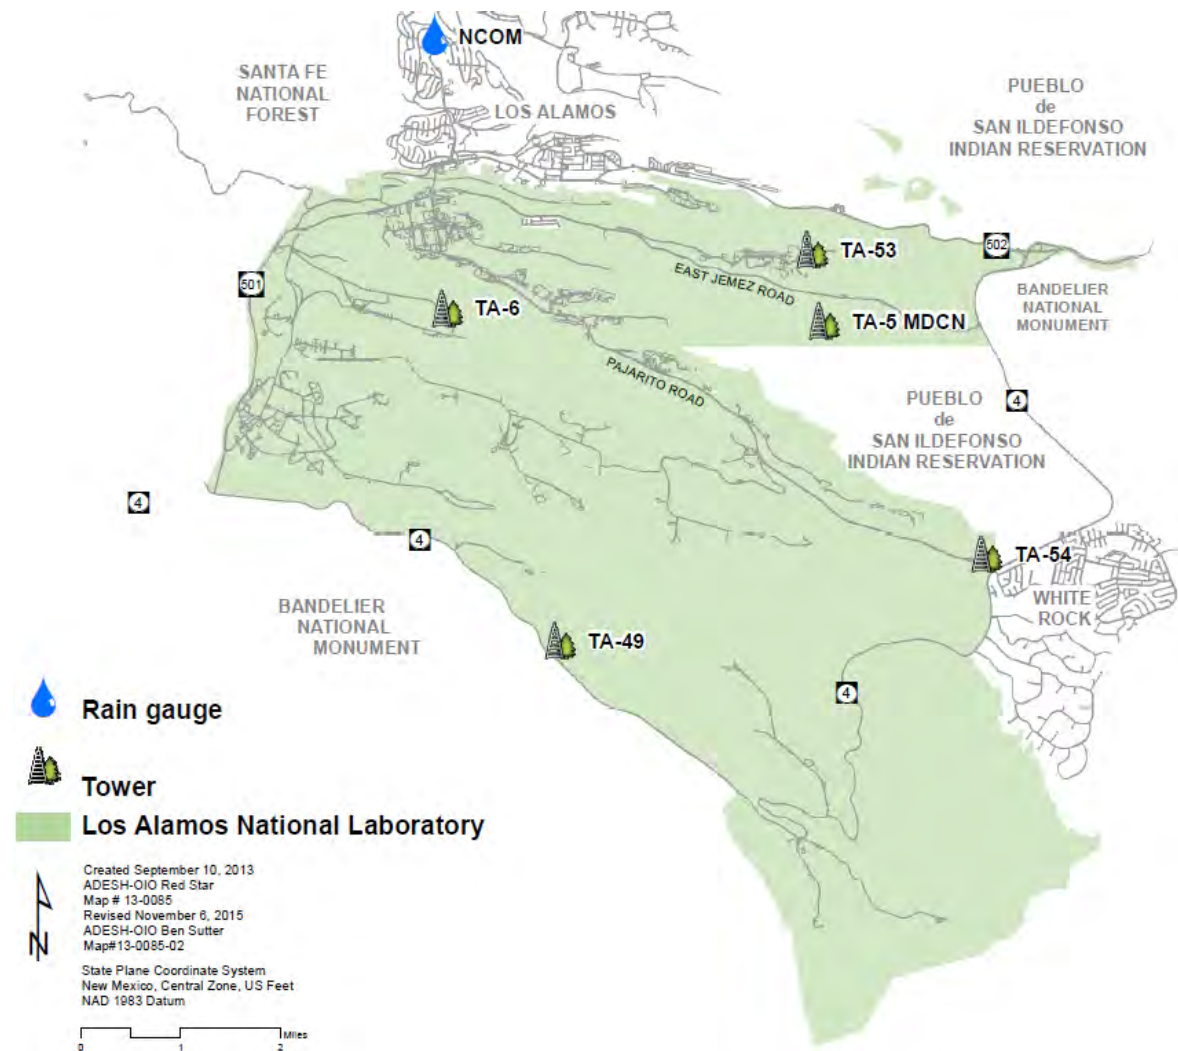 NCOM
SANTA FE
NATIONAL
FOREST
LOS ALAMOS
PUEBLO
de
SAN ILDEFONSO
INDIAN RESERVATION
502
TA-53
EAST JEMEZ ROAD
501
BANDELIER
NATIONAL
MONUMENT
TA-6
TA-5 MDCN
PAJARITO ROAD
4
PUEBLO
de
SAN ILDEFONSO
INDIAN RESERVATION
4
4
TA-54
WHITE
ROCK
BANDELIER
NATIONAL
MONUMENT
TA-49
4
Rain gauge
Tower
Los Alamos National Laboratory
Created September 10, 2013
ADESH-OIO Red Star
Map # 13-0085
Revised November 6, 2015
ADESH-OIO Ben Sutter
Map#13-0085-02
N
State Plane Coordinate System
New Mexico, Central Zone, US Feet
NAD 1983 Datum
Miles
0 1 2